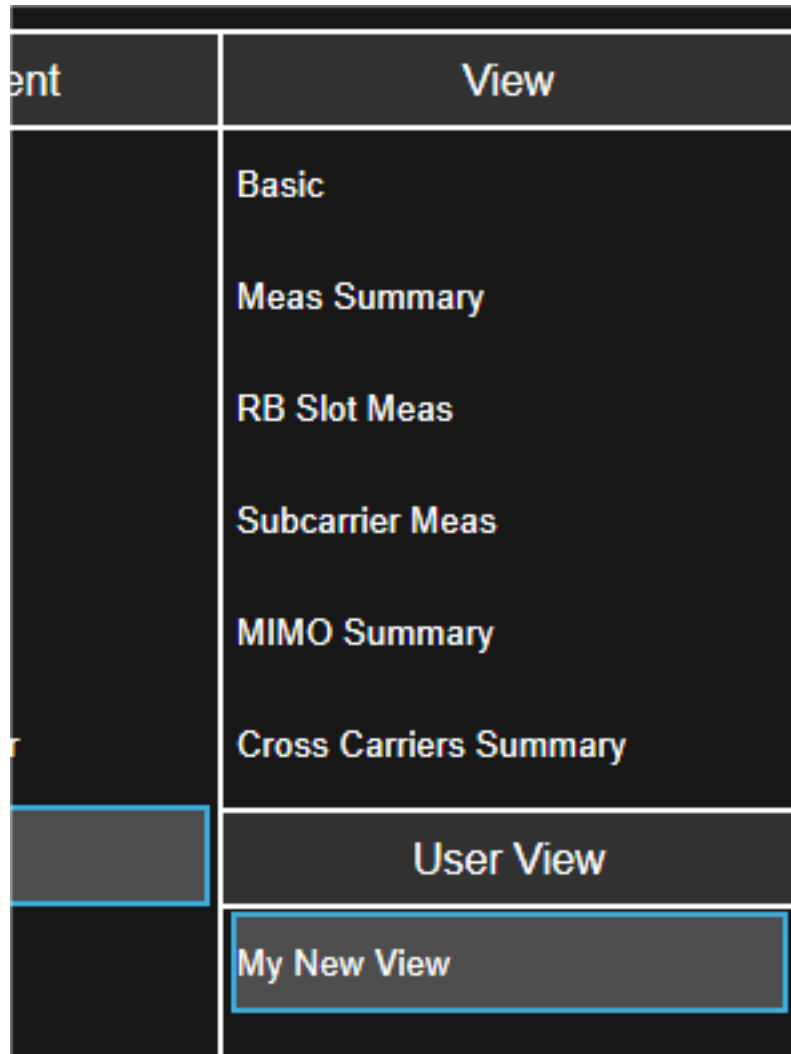 View
Basic
Meas Summary
RB Slot Meas
Subcarrier Meas
MIMO Summary
Cross Carriers Summary
User View
My New View